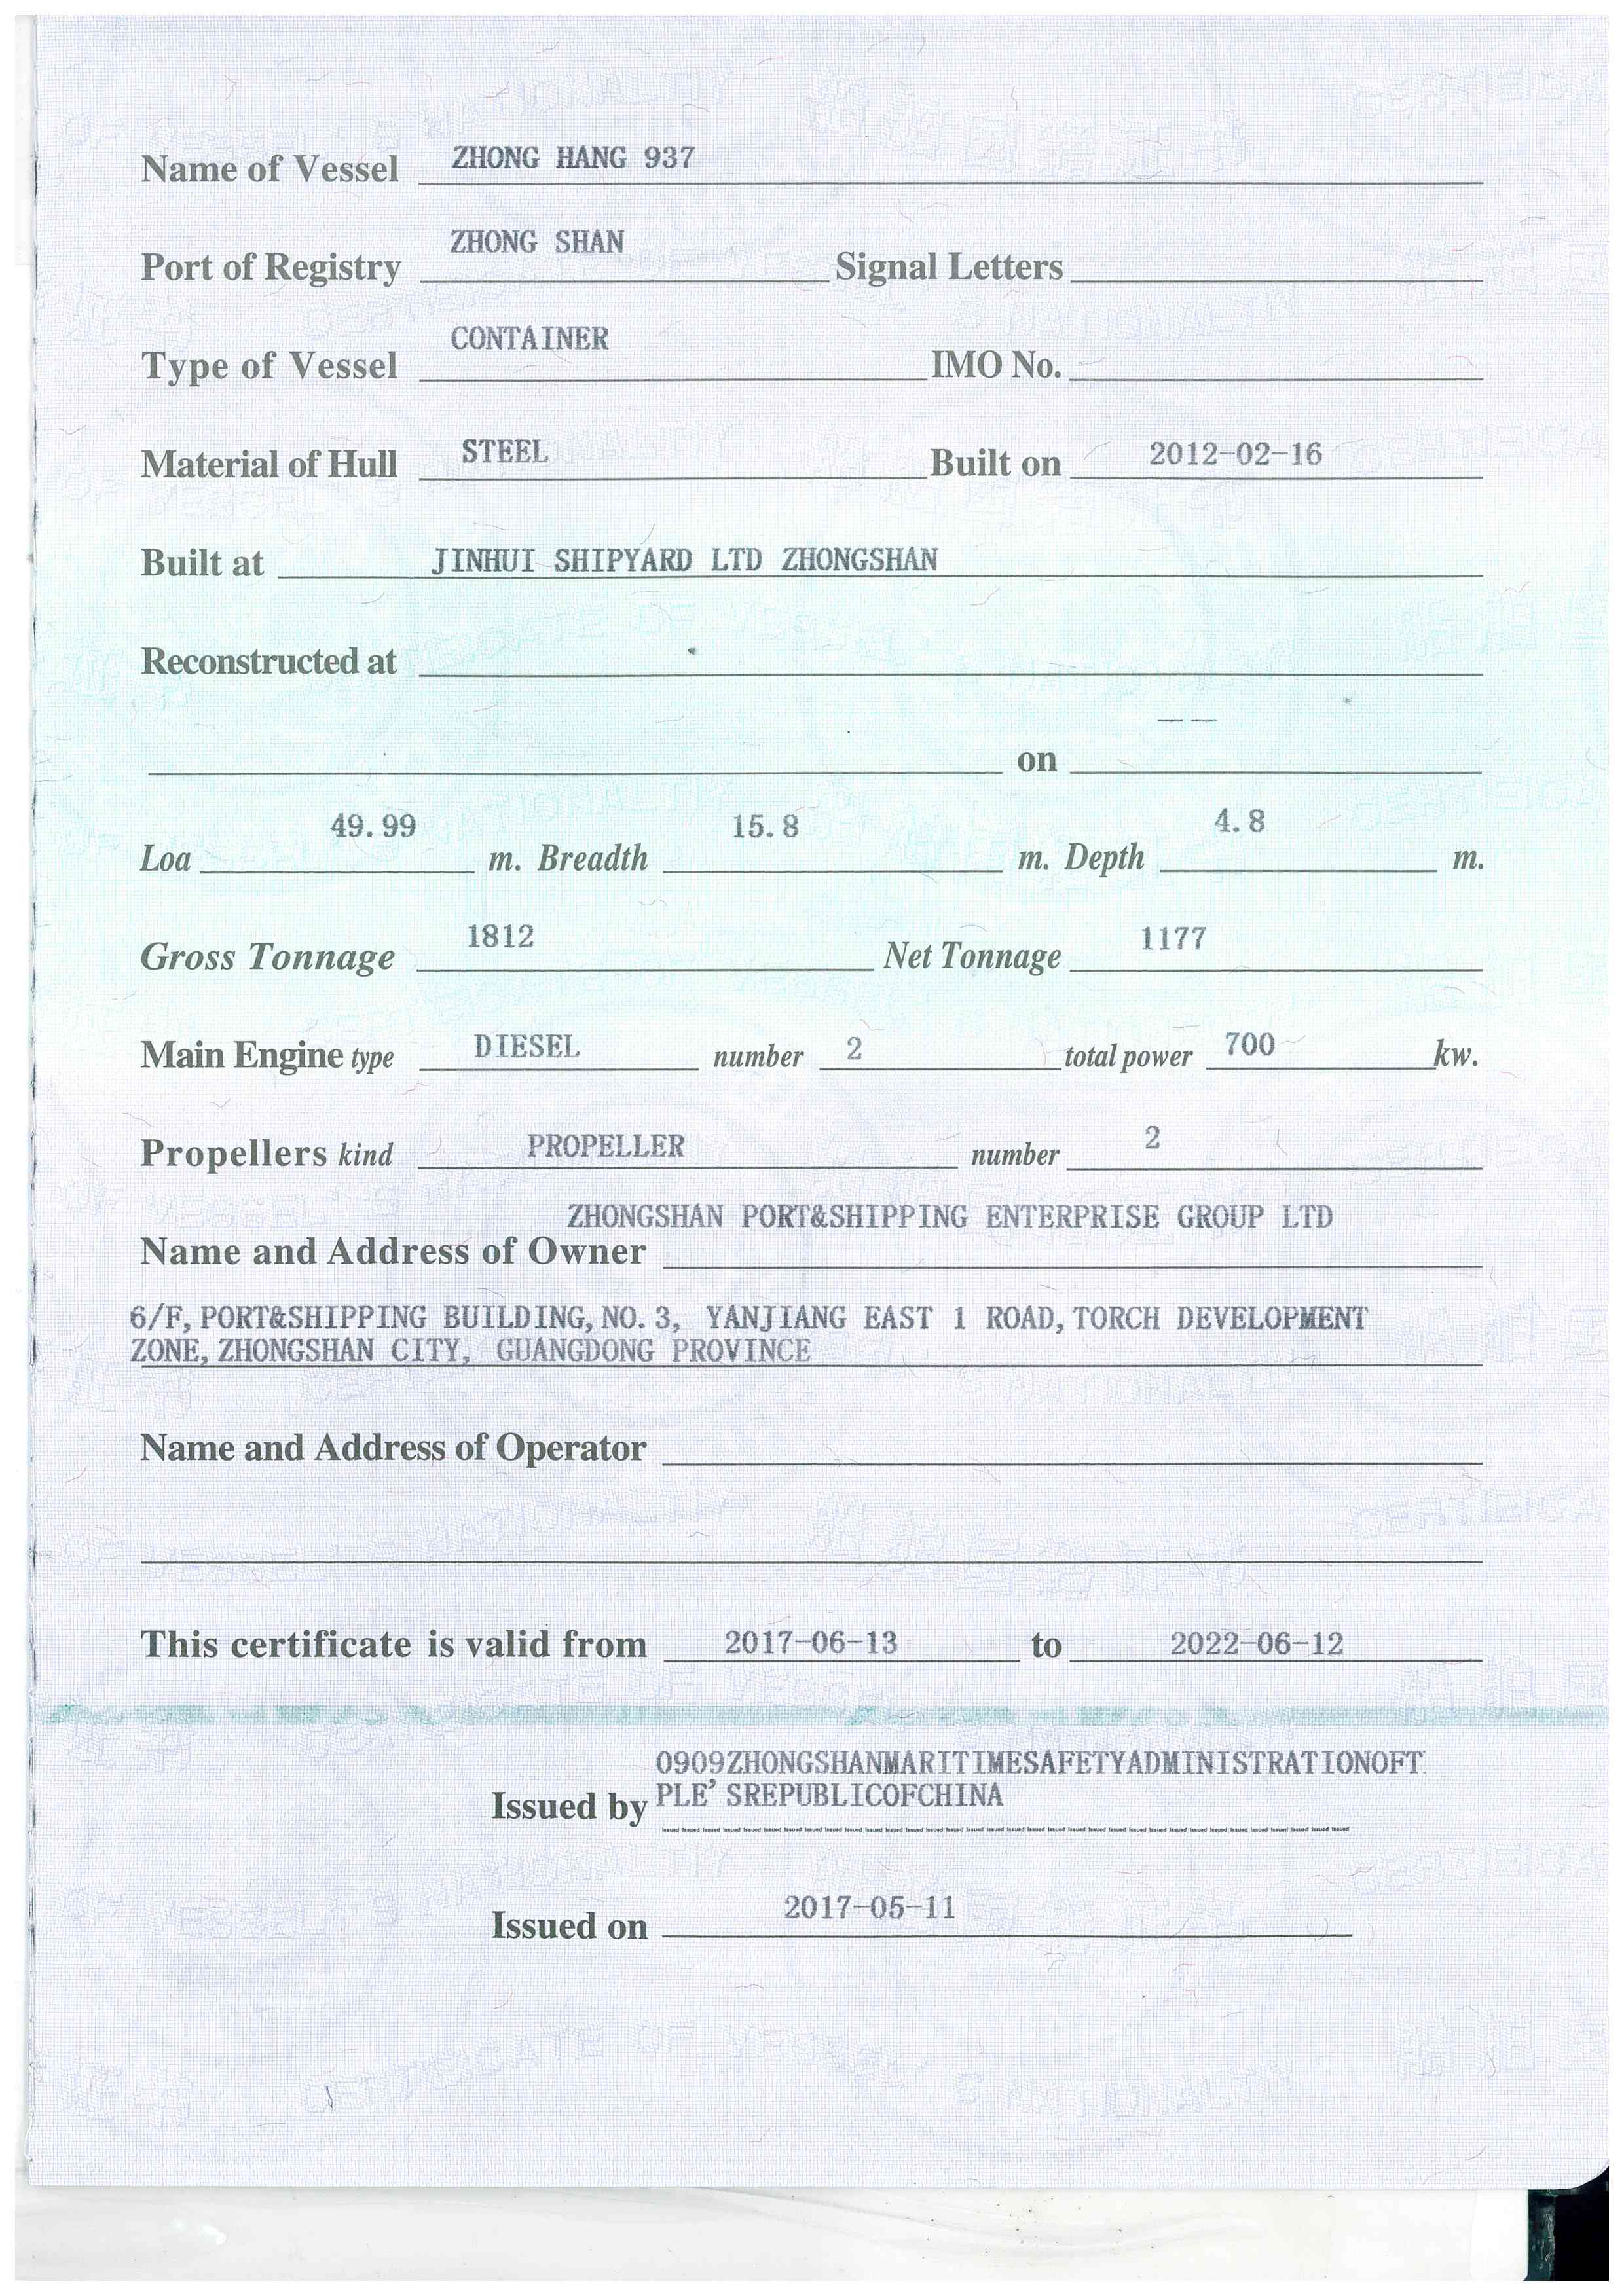 Name of Vessel ZHONG HANG 937
Port of Registry ZHONG SHAN Signal Letters
Type of Vessel CONTAINER IMO No.
Material of Hull STEEL Built on 2012-02-16
Built at JINHUI SHIPYARD LTD ZHONGSHAN
Reconstructed at
— —
on
Loa 49.99 m. Breadth 15.8 m. Depth 4.8 m.
Gross Tonnage 1812 Net Tonnage 1177
Main Engine type DIESEL number 2 total power 700 kw.
Propellers kind PROPELLER number 2
ZHONGSHAN PORT&SHIPPING ENTERPRISE GROUP LTD
Name and Address of Owner
6/F, PORT&SHIPPING BUILDING, NO. 3, YANJIANG EAST 1 ROAD, TORCH DEVELOPMENT
ZONE, ZHONGSHAN CITY, GUANGDONG PROVINCE
Name and Address of Operator
This certificate is valid from 2017-06-13 to 2022-06-12
0909ZHONGSHANMARITIMESAFETYADMINISTRATIONOFT
Issued by PLE’ SREPUBLICOFCHINA
Issued on 2017-05-11